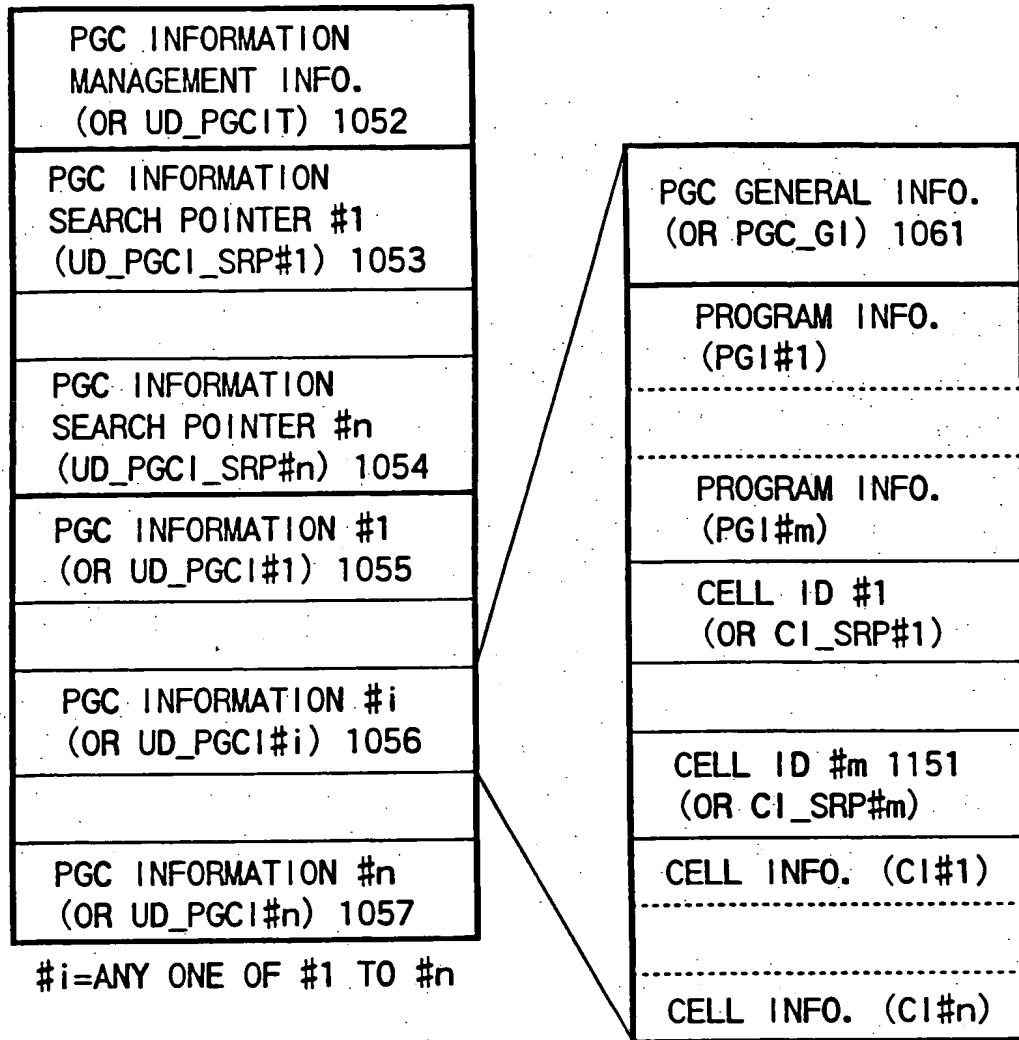 PGC INFORMATION
MANAGEMENT INFO.
(OR UD_PGCIT) 1052
PGC INFORMATION
SEARCH POINTER #1
(UD_PGCI_SRP#1) 1053
PGC INFORMATION
SEARCH POINTER #n
(UD_PGCI_SRP#n) 1054
PGC INFORMATION #1
(OR UD_PGCI#1) 1055
PGC INFORMATION #i
(OR UD_PGCI#i) 1056
PGC INFORMATION #n
(OR UD_PGCI#n) 1057
#i=ANY ONE OF #1 TO #n
PGC GENERAL INFO.
(OR PGC_GI) 1061
PROGRAM INFO.
(PGI#1)
PROGRAM INFO.
(PGI#m)
CELL ID #1
(OR CI_SRP#1)
CELL ID #m 1151
(OR CI_SRP#m)
CELL INFO. (CI#1)
CELL INFO. (CI#n)